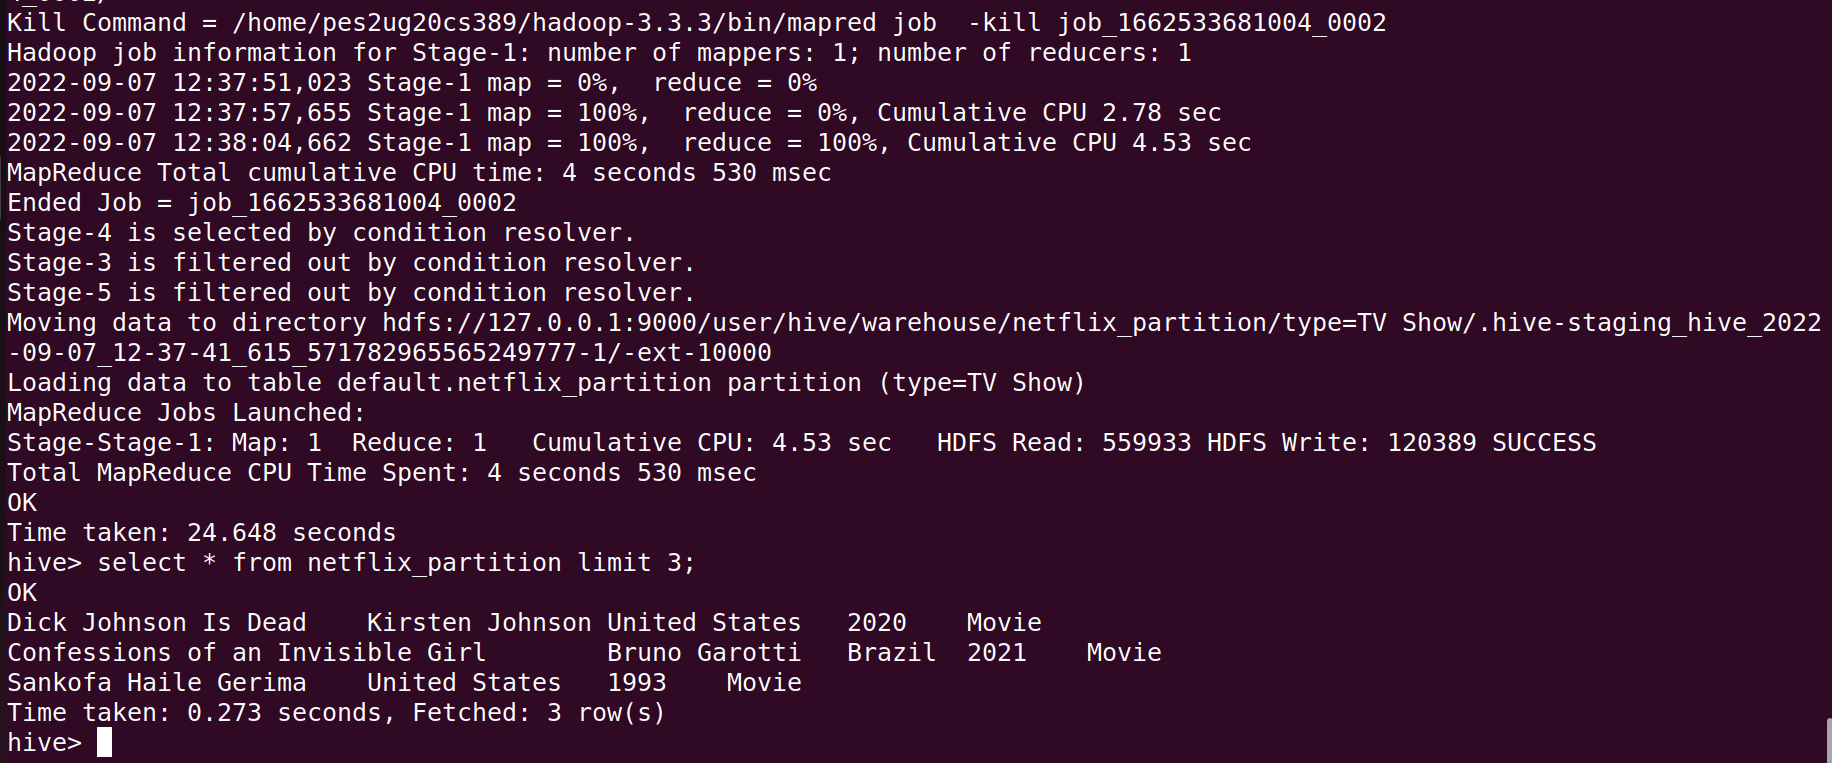 Kill Command = /home/pes2ug20cs389/hadoop-3.3.3/bin/mapred job  -kill job_1662533681004_0002
Hadoop job information for Stage-1: number of mappers: 1; number of reducers: 1
2022-09-07 12:37:51,023 Stage-1 map = 0%,  reduce = 0%
2022-09-07 12:37:57,655 Stage-1 map = 100%,  reduce = 0%, Cumulative CPU 2.78 sec
2022-09-07 12:38:04,662 Stage-1 map = 100%,  reduce = 100%, Cumulative CPU 4.53 sec
MapReduce Total cumulative CPU time: 4 seconds 530 msec
Ended Job = job_1662533681004_0002
Stage-4 is selected by condition resolver.
Stage-3 is filtered out by condition resolver.
Stage-5 is filtered out by condition resolver.
Moving data to directory hdfs://127.0.0.1:9000/user/hive/warehouse/netflix_partition/type=TV Show/.hive-staging_hive_2022
-09-07_12-37-41_615_571782965565249777-1/-ext-10000
Loading data to table default.netflix_partition partition (type=TV Show)
MapReduce Jobs Launched:
Stage-Stage-1: Map: 1  Reduce: 1   Cumulative CPU: 4.53 sec   HDFS Read: 559933 HDFS Write: 120389 SUCCESS
Total MapReduce CPU Time Spent: 4 seconds 530 msec
OK
Time taken: 24.648 seconds
hive> select * from netflix_partition limit 3;
OK
Dick Johnson Is Dead    Kirsten Johnson United States   2020    Movie
Confessions of an Invisible Girl        Bruno Garotti   Brazil  2021    Movie
Sankofa Haile Gerima    United States   1993    Movie
Time taken: 0.273 seconds, Fetched: 3 row(s)
hive>